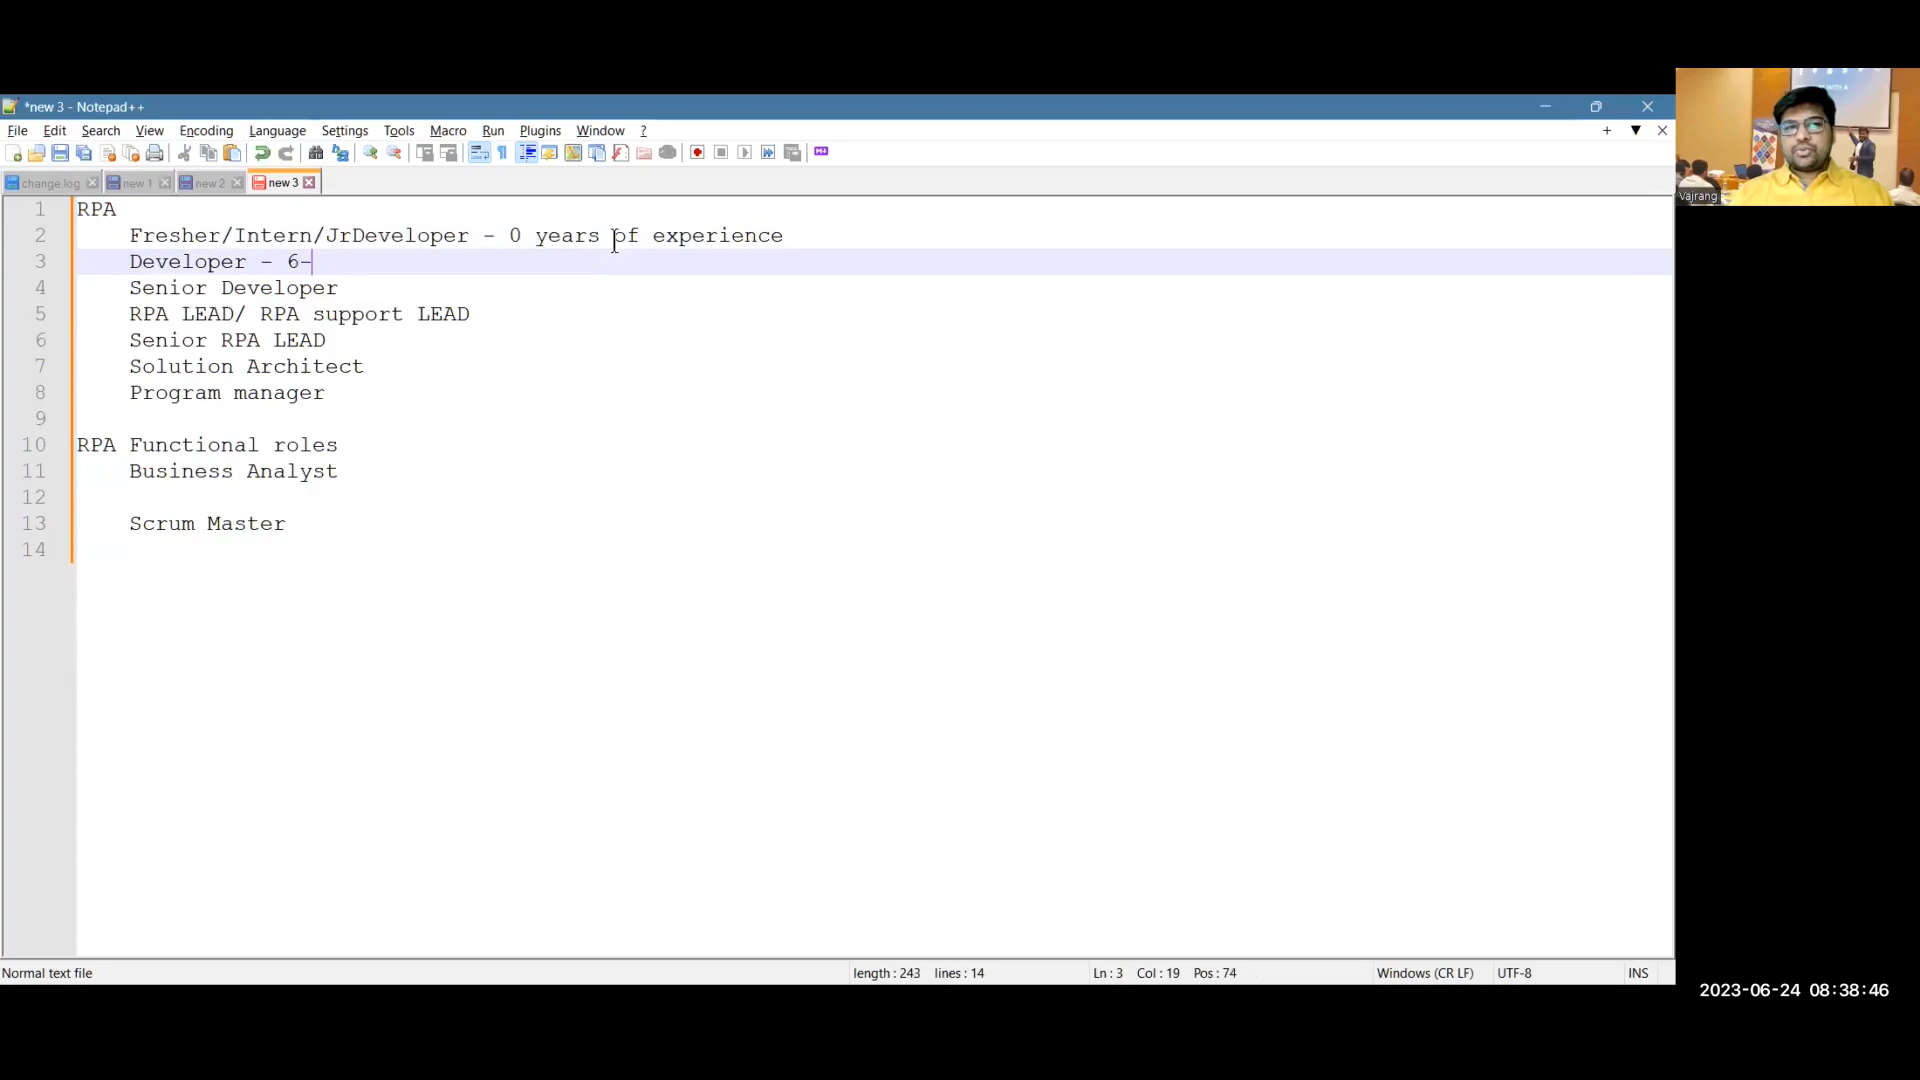 *new 3 - Notepad++
File Edit Search View Encoding Language Settings Tools Macro Run Plugins Window ?
change.log new 1 new 2 new 3
1 RPA
2 Fresher/Intern/JrDeveloper - 0 years of experience
3 Developer - 6-
4 Senior Developer
5 RPA LEAD/ RPA support LEAD
6 Senior RPA LEAD
7 Solution Architect
8 Program manager
9
10 RPA Functional roles
11 Business Analyst
12
13 Scrum Master
14
Normal text file length : 243 lines : 14 Ln : 3 Col : 19 Pos : 74 Windows (CR LF) UTF-8 INS
WITH A
Vajrang
2023-06-24 08:38:46